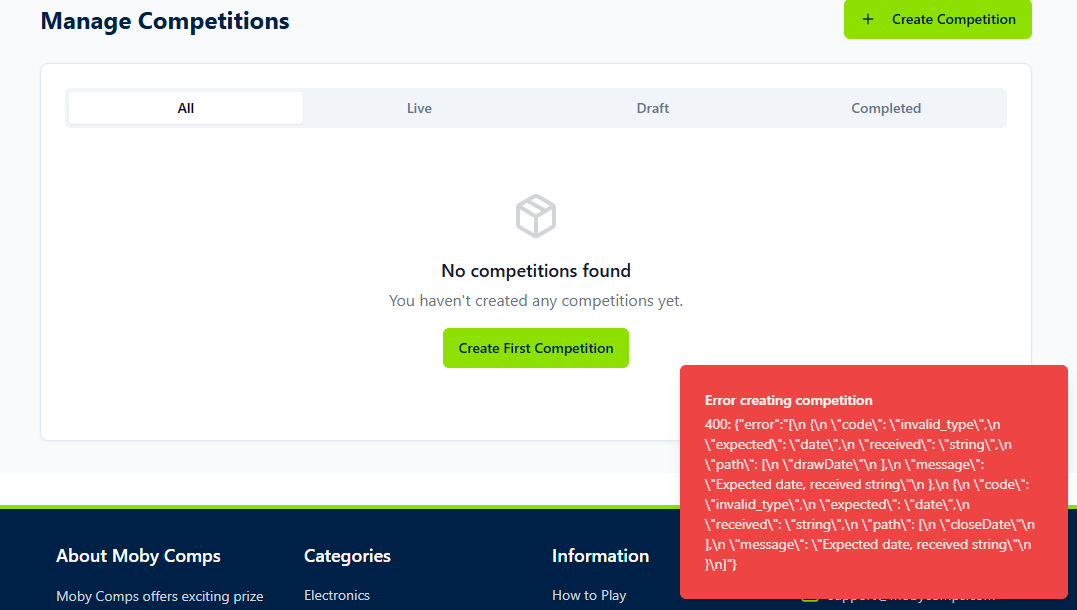 Manage Competitions
+ Create Competition
All
Live
Draft
Completed
No competitions found
You haven't created any competitions yet.
Create First Competition
Error creating competition
400: {"error":"[\n {\n \"code\": \"invalid_type\",\n
\"expected\": \"date\",\n \"received\": \"string\",\n
\"path\": [\n \"drawDate\"\n ],\n \"message\":
\"Expected date, received string\"\n },\n {\n \"code\":
\"invalid_type\",\n \"expected\": \"date\",\n
\"received\": \"string\",\n \"path\": [\n \"closeDate\"\n
],\n \"message\": \"Expected date, received string\"\n
}\n]"}
About Moby Comps
Categories
Information
Moby Comps offers exciting prize
Electronics
How to Play